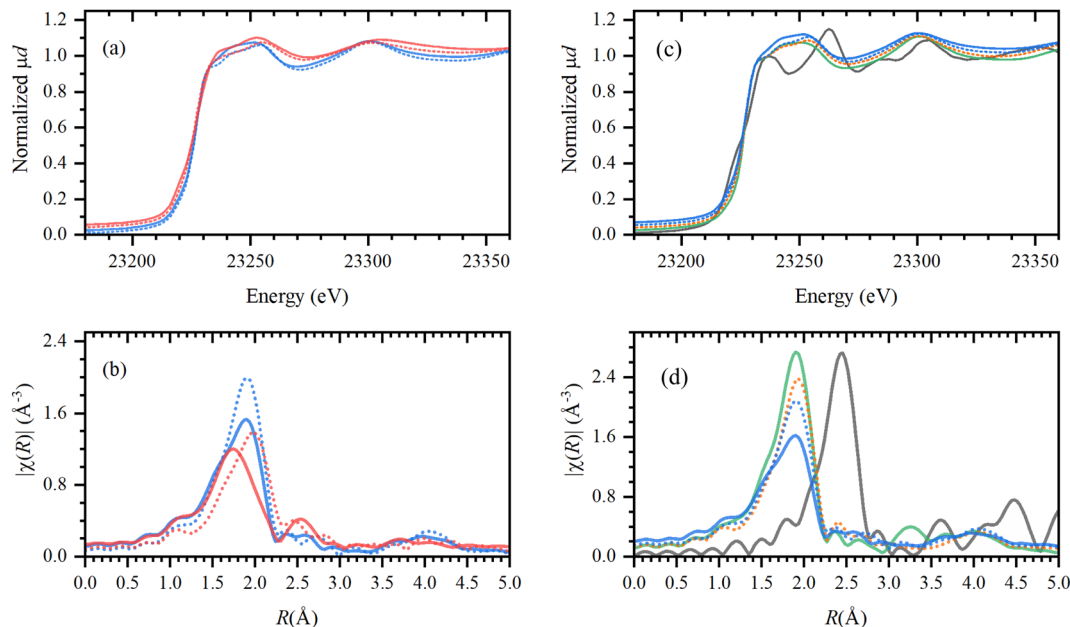 (a)
Normalized μd
1.2
1.0
0.8
0.6
0.4
0.2
0.0
23200 23250 23300 23350
Energy (eV)
(c)
Normalized μd
1.2
1.0
0.8
0.6
0.4
0.2
0.0
23200 23250 23300 23350
Energy (eV)
(b)
|χ(R)| (Å⁻³)
2.4
1.6
0.8
0.0
0.0 0.5 1.0 1.5 2.0 2.5 3.0 3.5 4.0 4.5 5.0
R(Å)
(d)
|χ(R)| (Å⁻³)
2.4
1.6
0.8
0.0
0.0 0.5 1.0 1.5 2.0 2.5 3.0 3.5 4.0 4.5 5.0
R(Å)